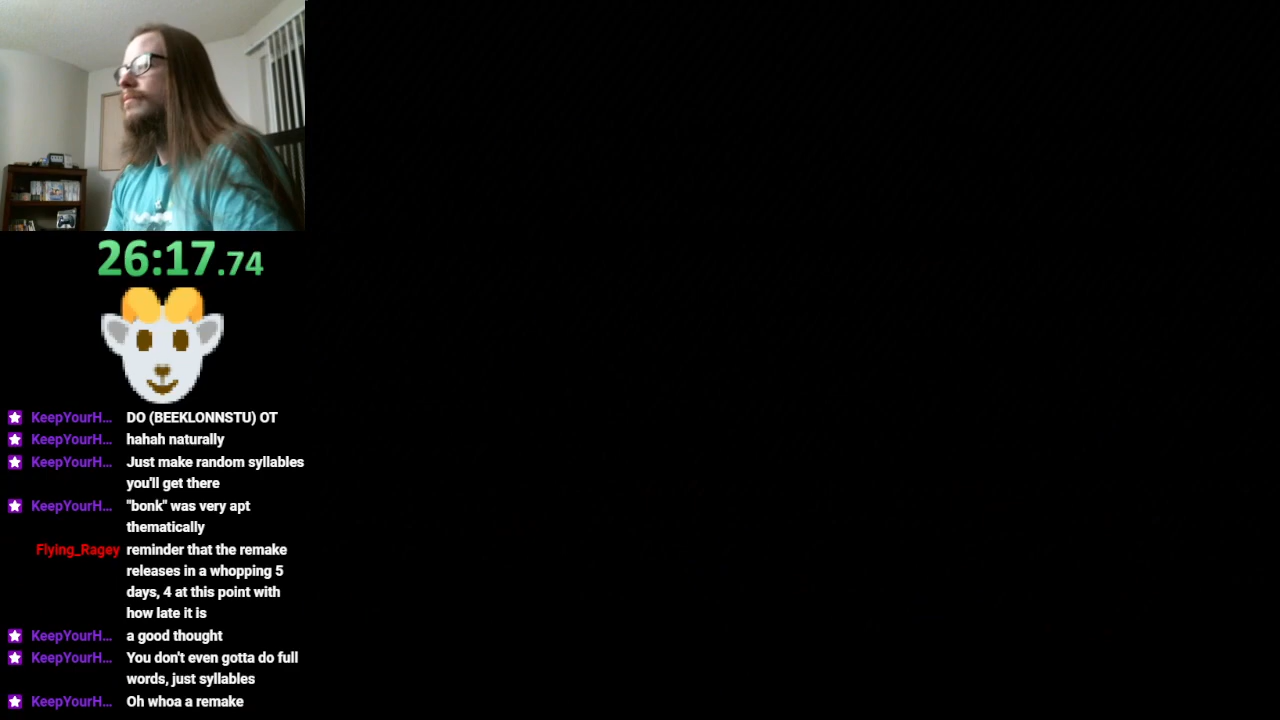 26:17.74
KeepYourH... DO (BEEKLONNSTU) OT
KeepYourH... hahah naturally
KeepYourH... Just make random syllables
you'll get there
KeepYourH... "bonk" was very apt
thematically
Flying_Ragey reminder that the remake
releases in a whopping 5
days, 4 at this point with
how late it is
KeepYourH... a good thought
KeepYourH... You don't even gotta do full
words, just syllables
KeepYourH... Oh whoa a remake